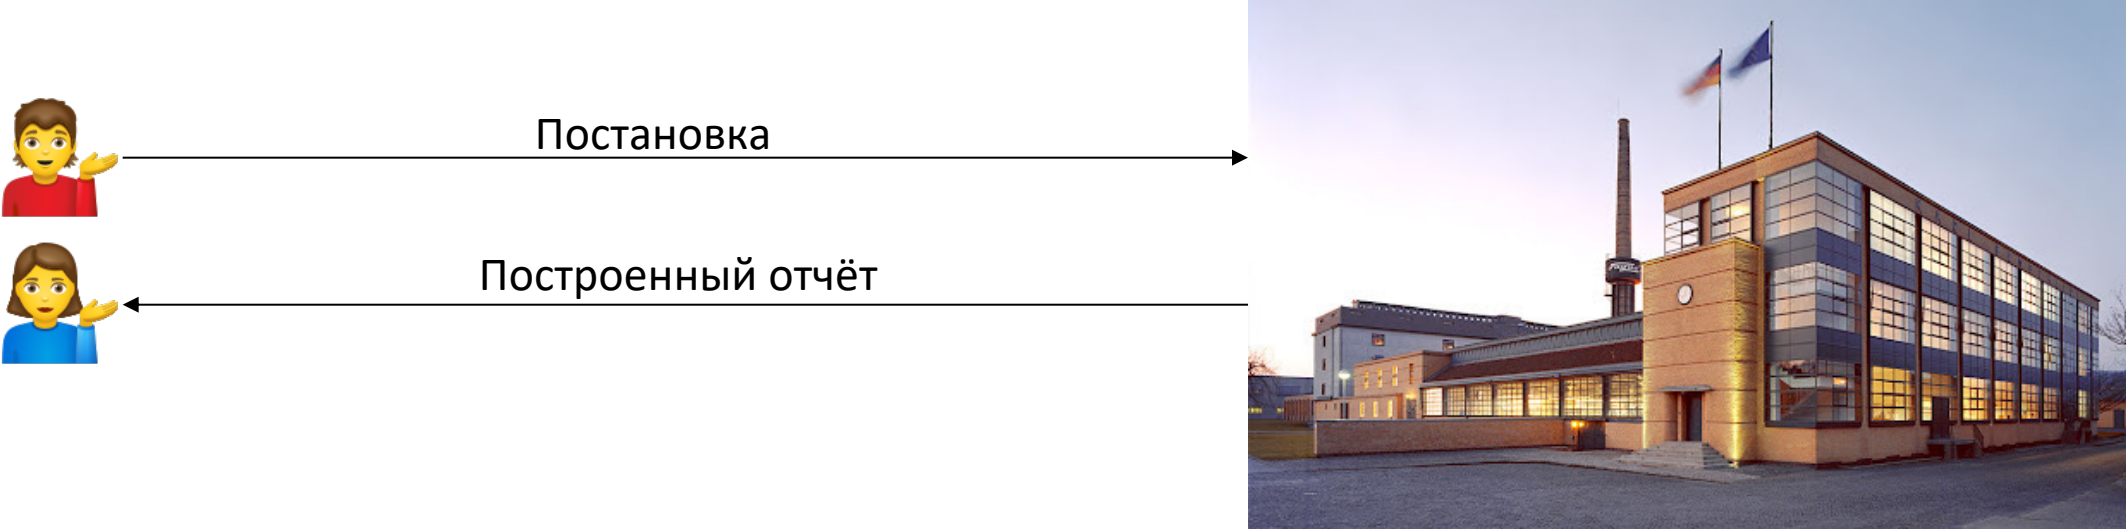 Постановка
Построенный отчёт